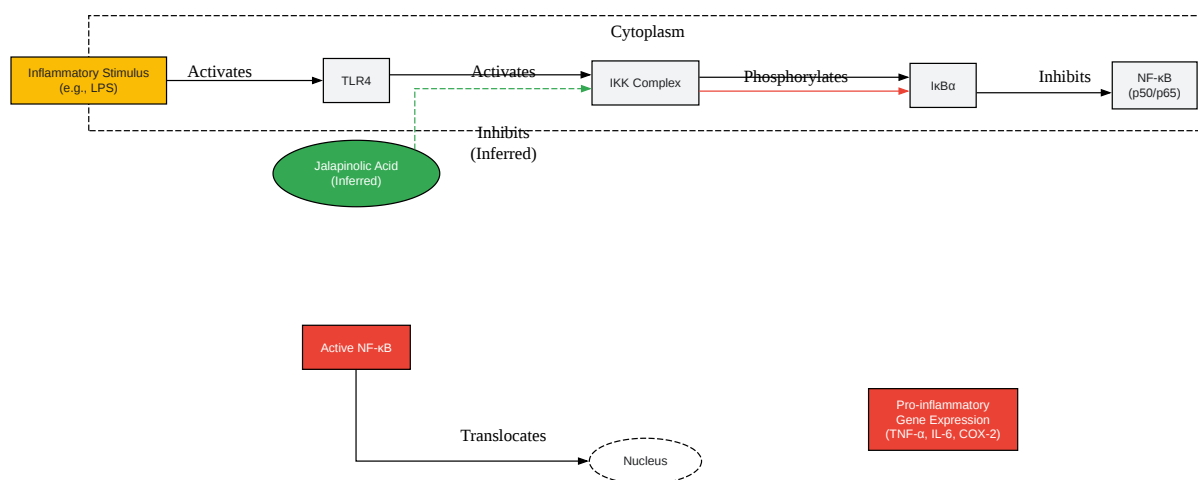 Cytoplasm
Inflammatory Stimulus
(e.g., LPS)
Activates
TLR4
Activates
IKK Complex
Phosphorylates
IκBα
Inhibits
NF-κB
(p50/p65)
Inhibits
(Inferred)
Jalapinolic Acid
(Inferred)
Active NF-κB
Translocates
Nucleus
Pro-inflammatory
Gene Expression
(TNF-α, IL-6, COX-2)